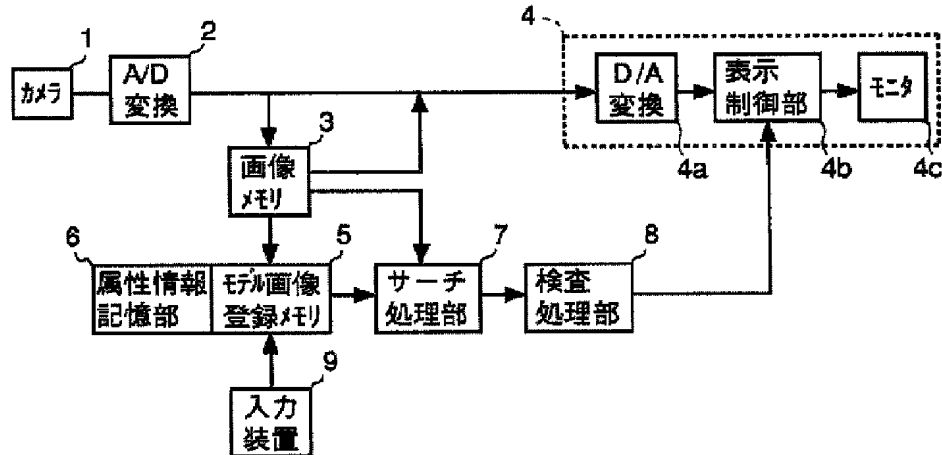 1
カメラ
2
A/D
変換
3
画像
メモリ
4
D/A
変換
4a
表示
制御部
4b
モニタ
4c
6
属性情報
記憶部
5
モデル画像
登録メモリ
7
サーチ
処理部
8
検査
処理部
9
入力
装置